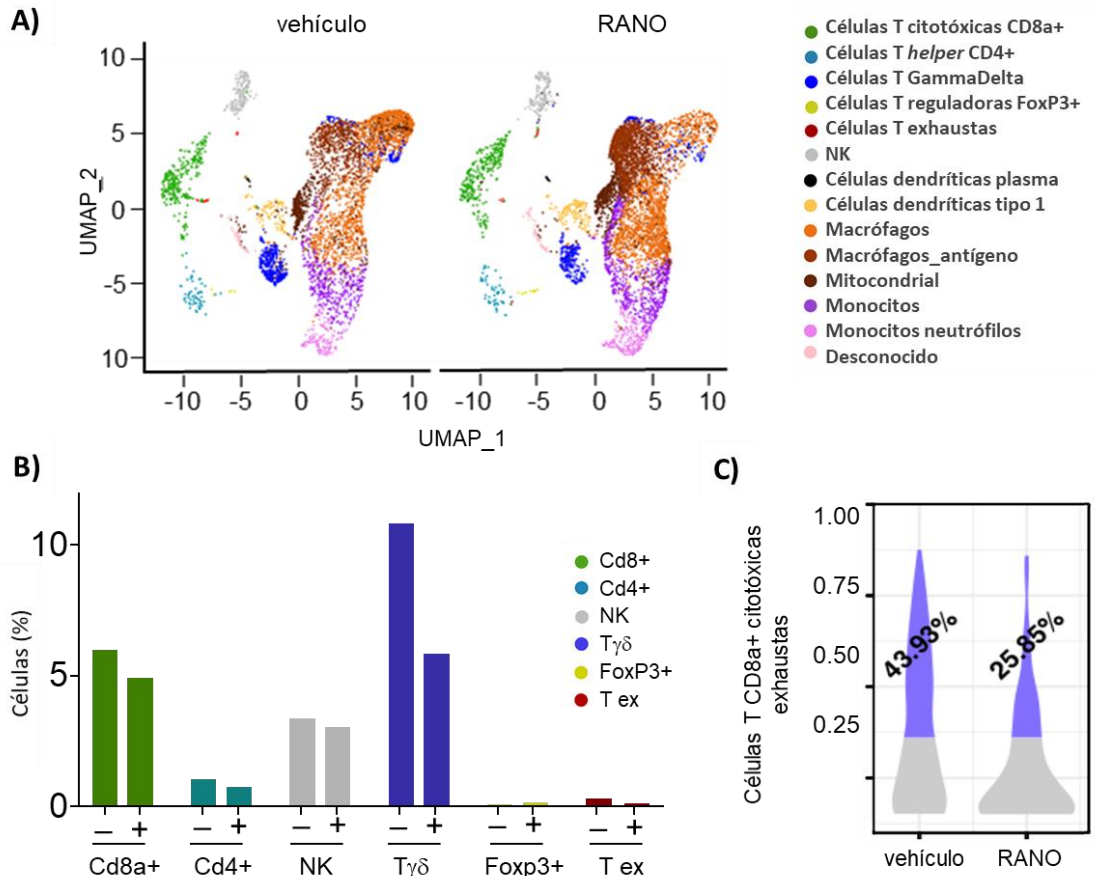 A)
vehículo
RANO
10
5
0
-5
10
UMAP_2
-10
-5
0
5
10
-10
-5
0
5
10
UMAP_1
Células T citotóxicas CD8a+
Células T helper CD4+
Células T GammaDelta
Células T reguladoras FoxP3+
Células T exhaustas
NK
Células dendríticas plasma
Células dendríticas tipo 1
Macrófagos
Macrófagos_antígeno
Mitocondrial
Monocitos
Monocitos neutrófilos
Desconocido
B)
Células (%)
10
5
0
Cd8+
Cd4+
NK
Tγδ
FoxP3+
T ex
– + – + – + – + – + – +
Cd8a+ Cd4+ NK Tγδ Foxp3+ T ex
C)
Células T CD8a+ citotóxicas
exhaustas
1.00
0.75
0.50
0.25
43.93%
25.85%
vehículo RANO